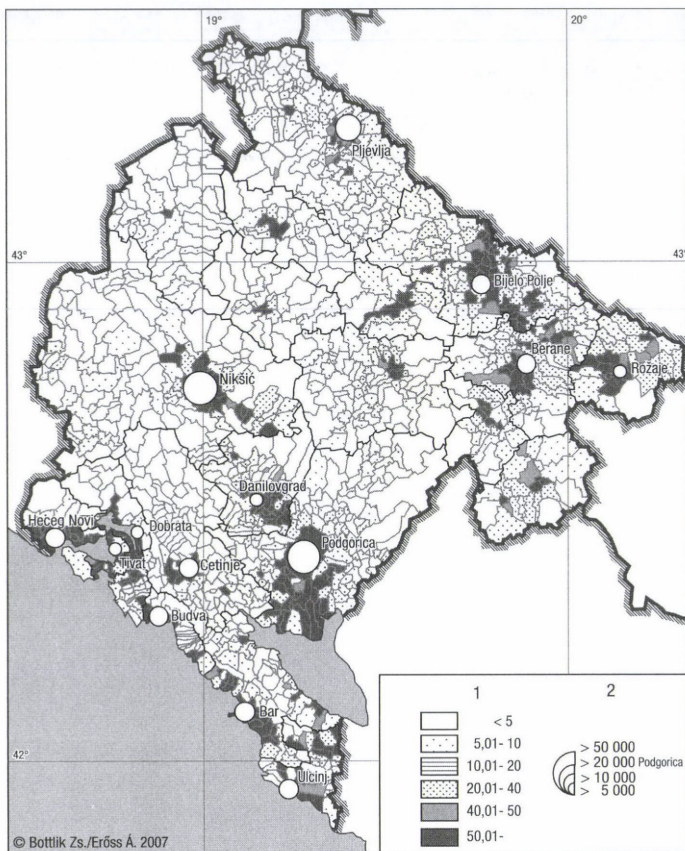 19°
20°
Pljevlja
43°
43°
Bijelo Polje
Berane
Rožaje
Nikšić
Danilovgrad
Heceg Novi
Dobrata
Tivat
Cetinje
Podgorica
Budva
Bar
42°
Ulcinj
1
2
< 5
5,01- 10
10,01- 20
20,01- 40
40,01- 50
50,01-
> 50 000
> 20 000 Podgorica
> 10 000
> 5 000
© Bottlik Zs./Erőss Á. 2007